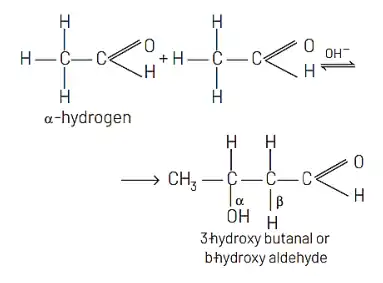 H H
H—C—C O H + H—C—C O H OH⁻ ⇌
H H
α-hydrogen
H H
⟶ CH₃—C—C—C O H
α β
OH H
3-hydroxy butanal or
b-hydroxy aldehyde